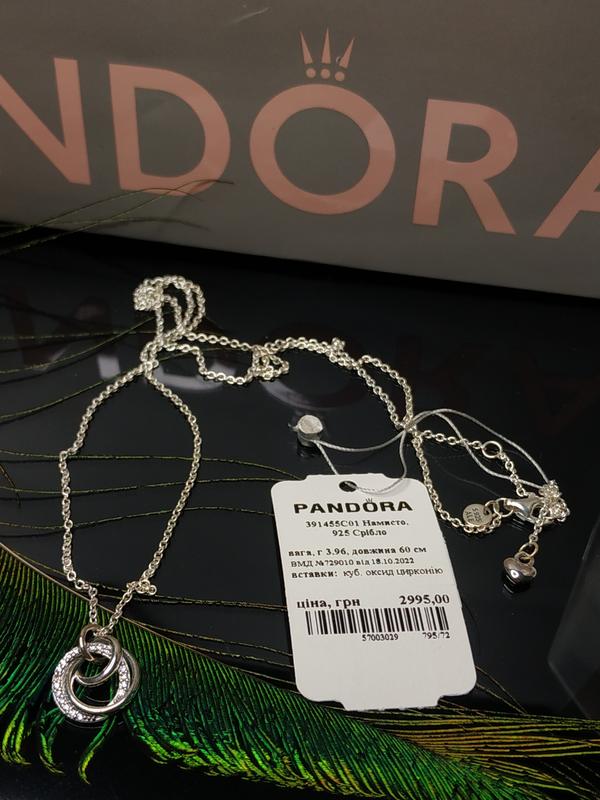 NDORA
PANDORA
391455C01 Намисто,
925 Срібло
вага, г 3.96, довжина 60 см
ВМД №729010 від 18.10.2022
вставки: куб. оксид цирконію
ціна, грн 2995,00
57003029 795/72